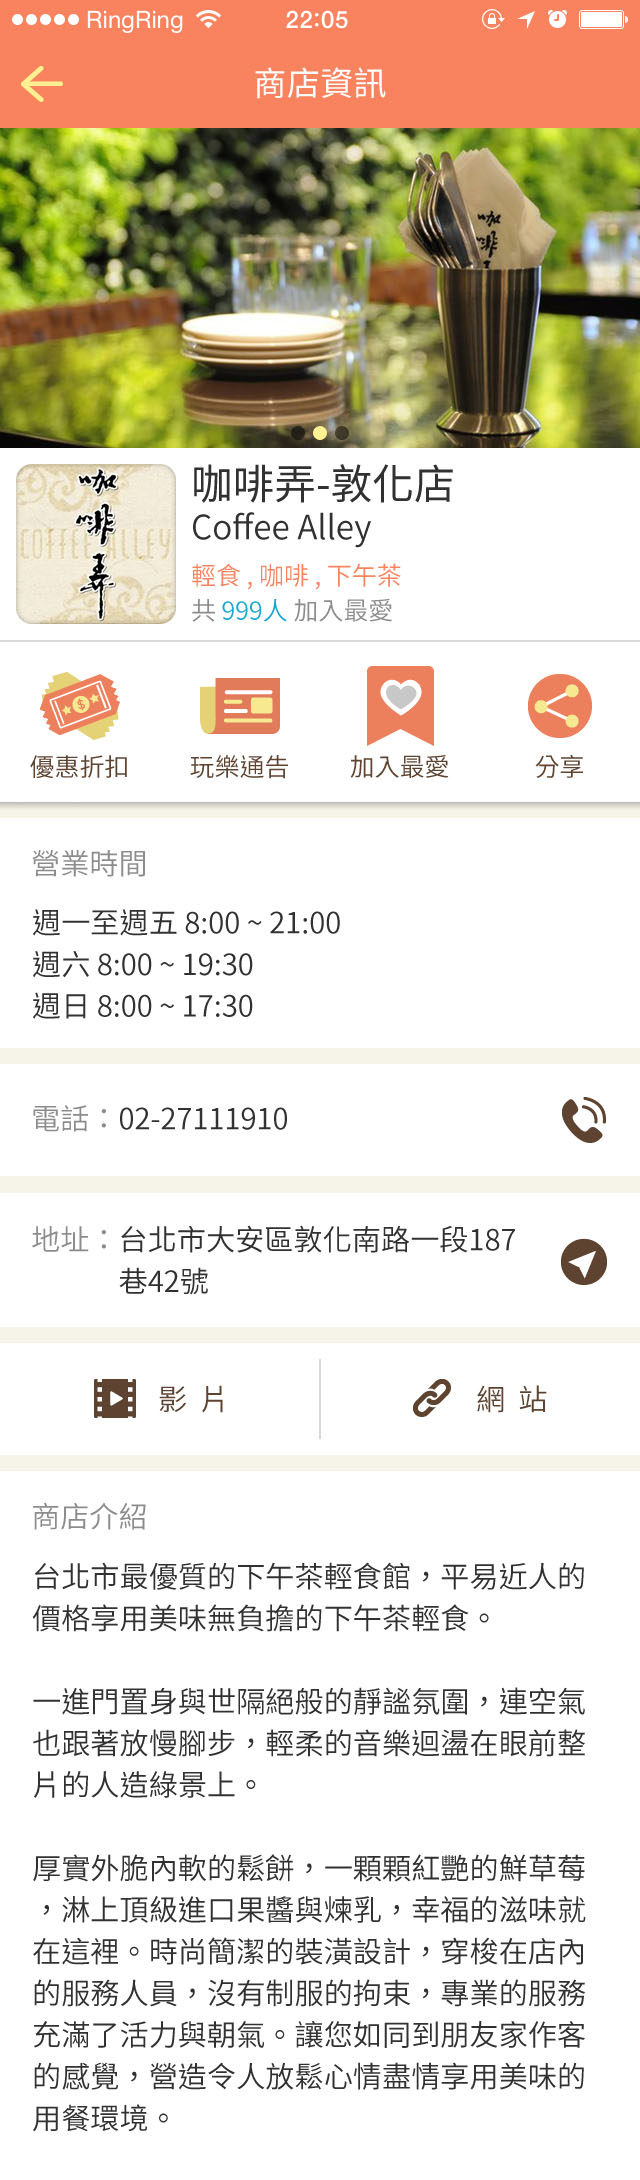 RingRing 22:05
商店資訊
咖啡
咖啡弄
COFFEE ALLEY
咖啡弄-敦化店
Coffee Alley
輕食 , 咖啡 , 下午茶
共 999人 加入最愛
優惠折扣 玩樂通告 加入最愛 分享
營業時間
週一至週五 8:00 ~ 21:00
週六 8:00 ~ 19:30
週日 8:00 ~ 17:30
電話：02-27111910
地址：台北市大安區敦化南路一段187
巷42號
影 片 網 站
商店介紹
台北市最優質的下午茶輕食館，平易近人的
價格享用美味無負擔的下午茶輕食。
一進門置身與世隔絕般的靜謐氛圍，連空氣
也跟著放慢腳步，輕柔的音樂迴盪在眼前整
片的人造綠景上。
厚實外脆內軟的鬆餅，一顆顆紅艷的鮮草莓
，淋上頂級進口果醬與煉乳，幸福的滋味就
在這裡。時尚簡潔的裝潢設計，穿梭在店內
的服務人員，沒有制服的拘束，專業的服務
充滿了活力與朝氣。讓您如同到朋友家作客
的感覺，營造令人放鬆心情盡情享用美味的
用餐環境。